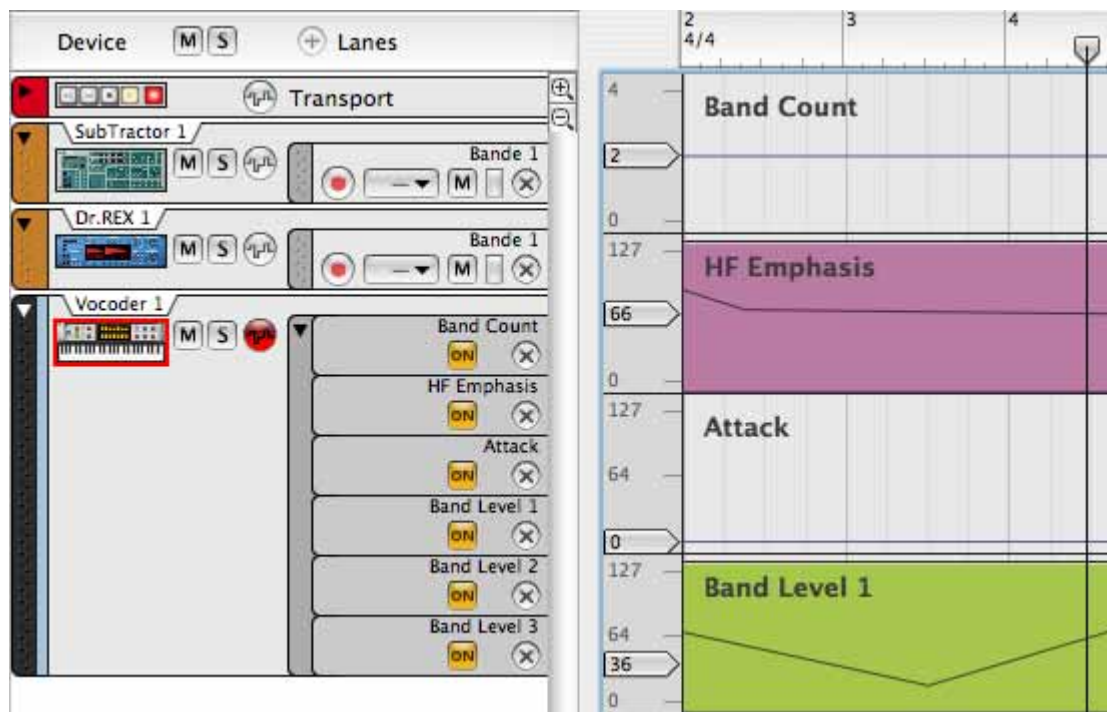 Device M S + Lanes
Transport
SubTractor 1
M S
Bande 1
M
Dr.REX 1
M S
Bande 1
M
Vocoder 1
M S
Band Count
ON
HF Emphasis
ON
Attack
ON
Band Level 1
ON
Band Level 2
ON
Band Level 3
ON
2 3 4
4/4
4
Band Count
2
0
127
HF Emphasis
66
0
127
Attack
64
0
127
Band Level 1
64
36
0